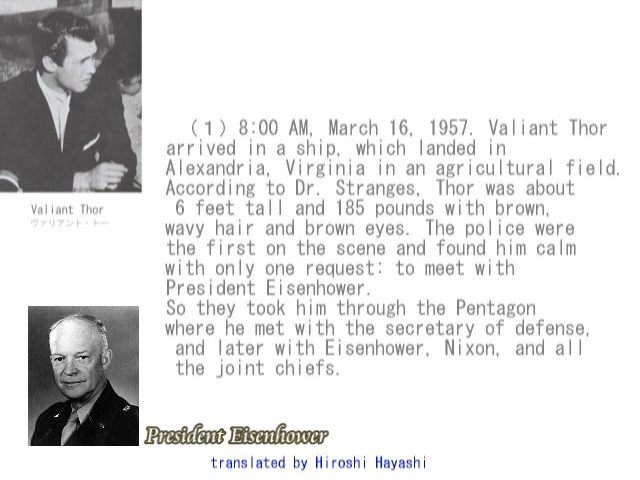 (1) 8:00 AM, March 16, 1957. Valiant Thor
arrived in a ship, which landed in
Alexandria, Virginia in an agricultural field.
According to Dr. Stranges, Thor was about
6 feet tall and 185 pounds with brown,
wavy hair and brown eyes. The police were
the first on the scene and found him calm
with only one request: to meet with
President Eisenhower.
So they took him through the Pentagon
where he met with the secretary of defense,
and later with Eisenhower, Nixon, and all
the joint chiefs.
Valiant Thor
ヴァリアント・トー
President Eisenhower
translated by Hiroshi Hayashi